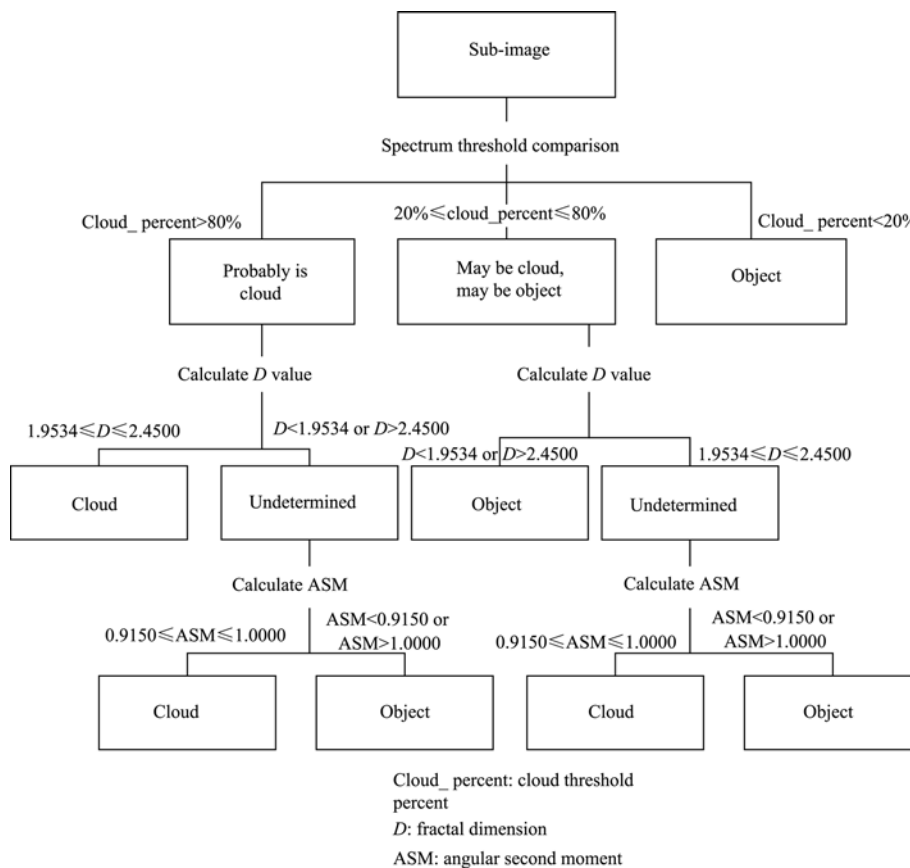 Sub-image
Spectrum threshold comparison
Cloud_ percent>80%
20%≤cloud_percent≤80%
Cloud_ percent<20%
Probably is
cloud
May be cloud,
may be object
Object
Calculate D value
Calculate D value
1.9534≤D≤2.4500
D<1.9534 or D>2.4500
D<1.9534 or D>2.4500
1.9534≤D≤2.4500
Cloud
Undetermined
Object
Undetermined
Calculate ASM
Calculate ASM
0.9150≤ASM≤1.0000
ASM<0.9150 or
ASM>1.0000
0.9150≤ASM≤1.0000
ASM<0.9150 or
ASM>1.0000
Cloud
Object
Cloud
Object
Cloud_ percent: cloud threshold
percent
D: fractal dimension
ASM: angular second moment